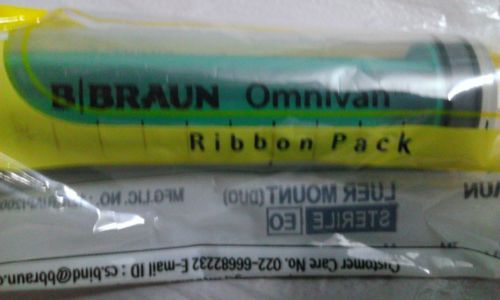 B|BRAUN Omnivan
Ribbon Pack
LUER MOUNT (DUO)
MFG.LIC. NO.
STERILE EO
Customer Care No. 022-66682232 E-mail ID : cs.bind@bbraun.c